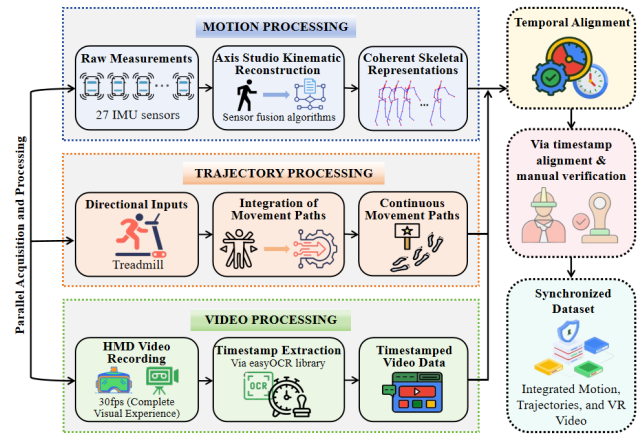 Parallel Acquisition and Processing
MOTION PROCESSING
Raw Measurements
27 IMU sensors
Axis Studio Kinematic
Reconstruction
Sensor fusion algorithms
Coherent Skeletal
Representations
...
TRAJECTORY PROCESSING
Directional Inputs
Treadmill
Integration of
Movement Paths
Continuous
Movement Paths
VIDEO PROCESSING
HMD Video
Recording
30fps (Complete
Visual Experience)
Timestamp Extraction
Via easyOCR library
OCR
Timestamped
Video Data
Temporal Alignment
Via timestamp
alignment &
manual verification
Synchronized
Dataset
Integrated Motion,
Trajectories, and VR
Video